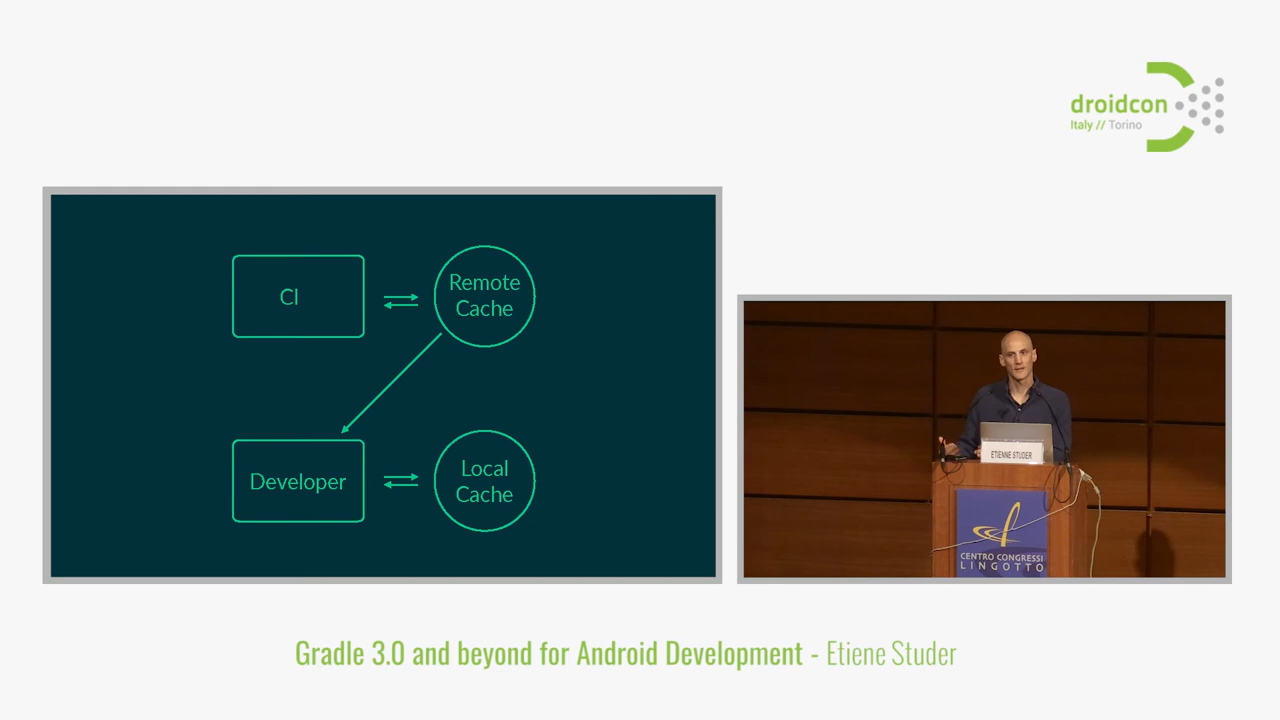 droidcon
Italy // Torino
CI
Remote
Cache
Developer
Local
Cache
ETIENNE STUDER
CENTRO CONGRESSI
LINGOTTO
Gradle 3.0 and beyond for Android Development - Etiene Studer